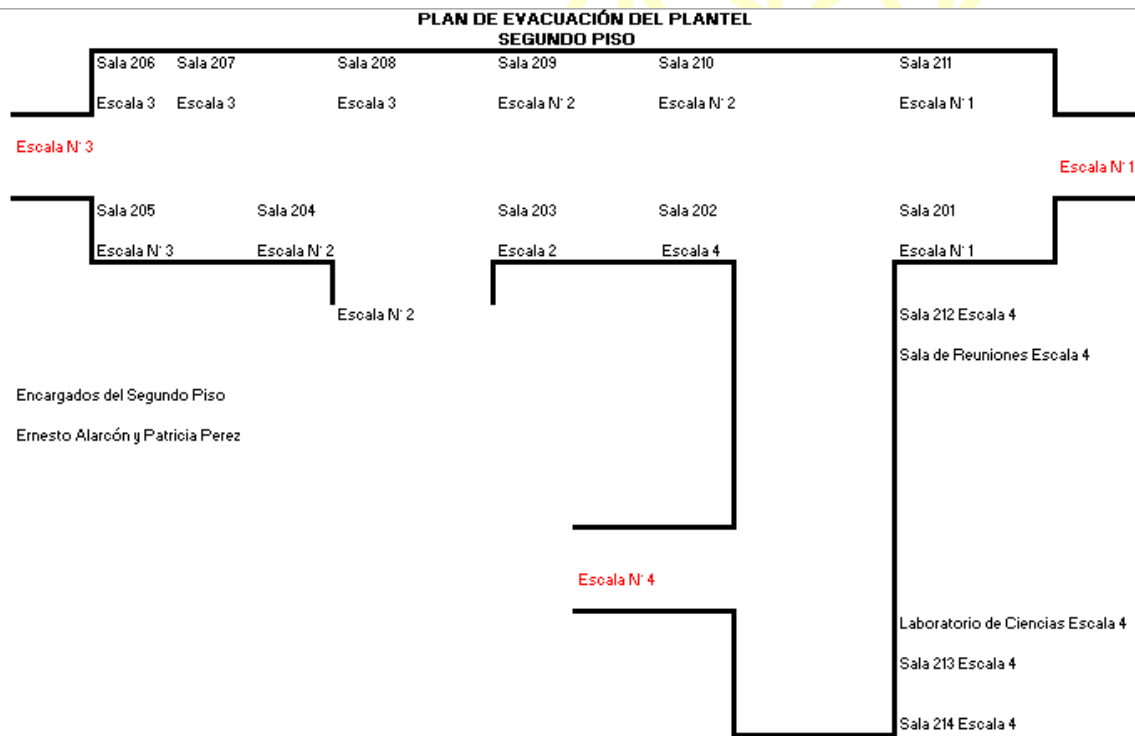 PLAN DE EVACUACIÓN DEL PLANTEL
SEGUNDO PISO
Sala 206 Sala 207 Sala 208 Sala 209 Sala 210 Sala 211
Escala 3 Escala 3 Escala 3 Escala N° 2 Escala N° 2 Escala N° 1
Escala N° 3
Escala N° 1
Sala 205 Sala 204 Sala 203 Sala 202 Sala 201
Escala N° 3 Escala N° 2 Escala 2 Escala 4 Escala N° 1
Escala N° 2 Sala 212 Escala 4
Sala de Reuniones Escala 4
Encargados del Segundo Piso
Ernesto Alarcón y Patricia Perez
Escala N° 4
Laboratorio de Ciencias Escala 4
Sala 213 Escala 4
Sala 214 Escala 4